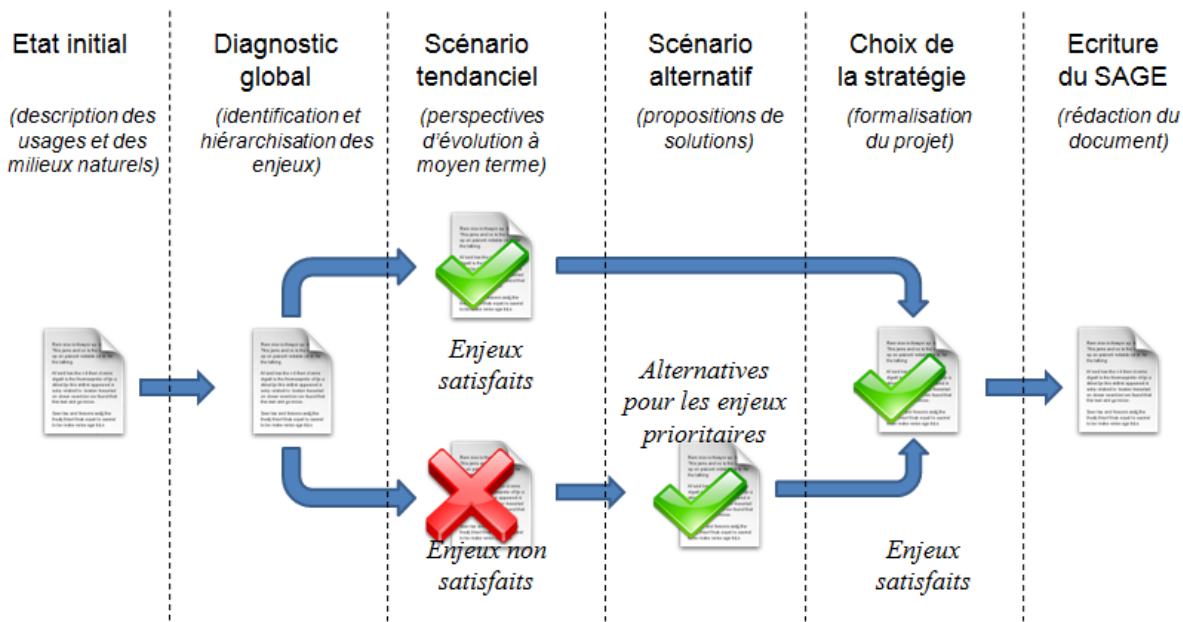 Etat initial
(description des
usages et des
milieux naturels)
Diagnostic
global
(identification et
hiérarchisation des
enjeux)
Scénario
tendanciel
(perspectives
d'évolution à
moyen terme)
Scénario
alternatif
(propositions de
solutions)
Choix de
la stratégie
(formalisation
du projet)
Ecriture
du SAGE
(rédaction du
document)
Enjeux
satisfaits
Alternatives
pour les enjeux
prioritaires
Enjeux non
satisfaits
Enjeux
satisfaits